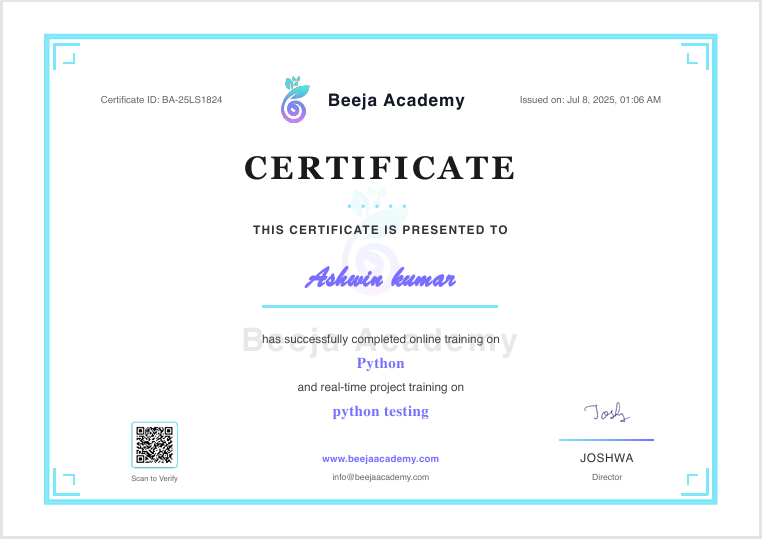 Certificate ID: BA-25LS1824
Beeja Academy
Issued on: Jul 8, 2025, 01:06 AM
CERTIFICATE
THIS CERTIFICATE IS PRESENTED TO
Ashwin kumar
Beeja Academy
has successfully completed online training on
Python
and real-time project training on
python testing
Joshy
JOSHWA
Director
Scan to Verify
www.beejaacademy.com
info@beejaacademy.com